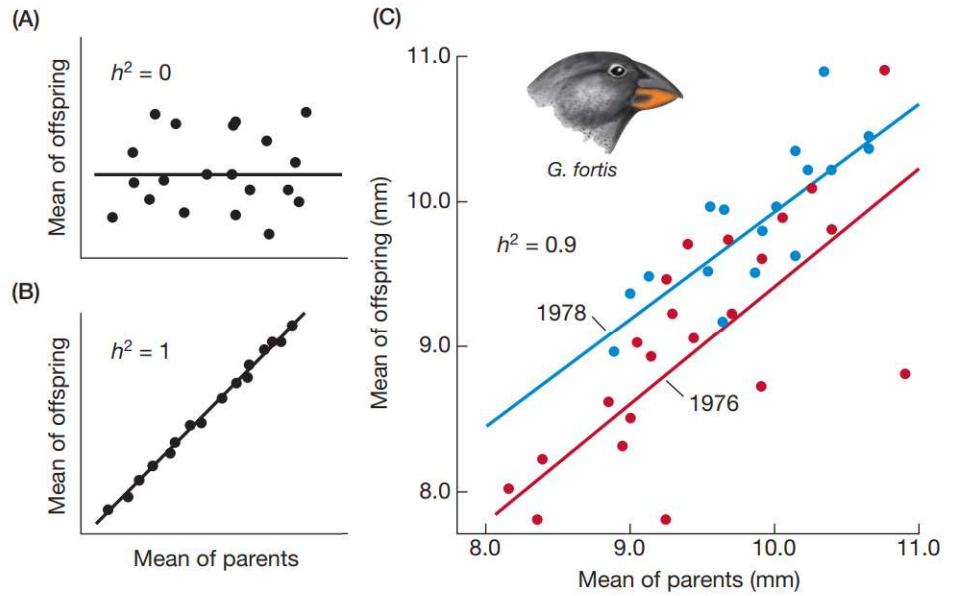 (A)
h² = 0
Mean of offspring
(B)
h² = 1
Mean of offspring
Mean of parents
(C)
11.0
10.0
9.0
8.0
Mean of offspring (mm)
G. fortis
h² = 0.9
1978
1976
8.0 9.0 10.0 11.0
Mean of parents (mm)